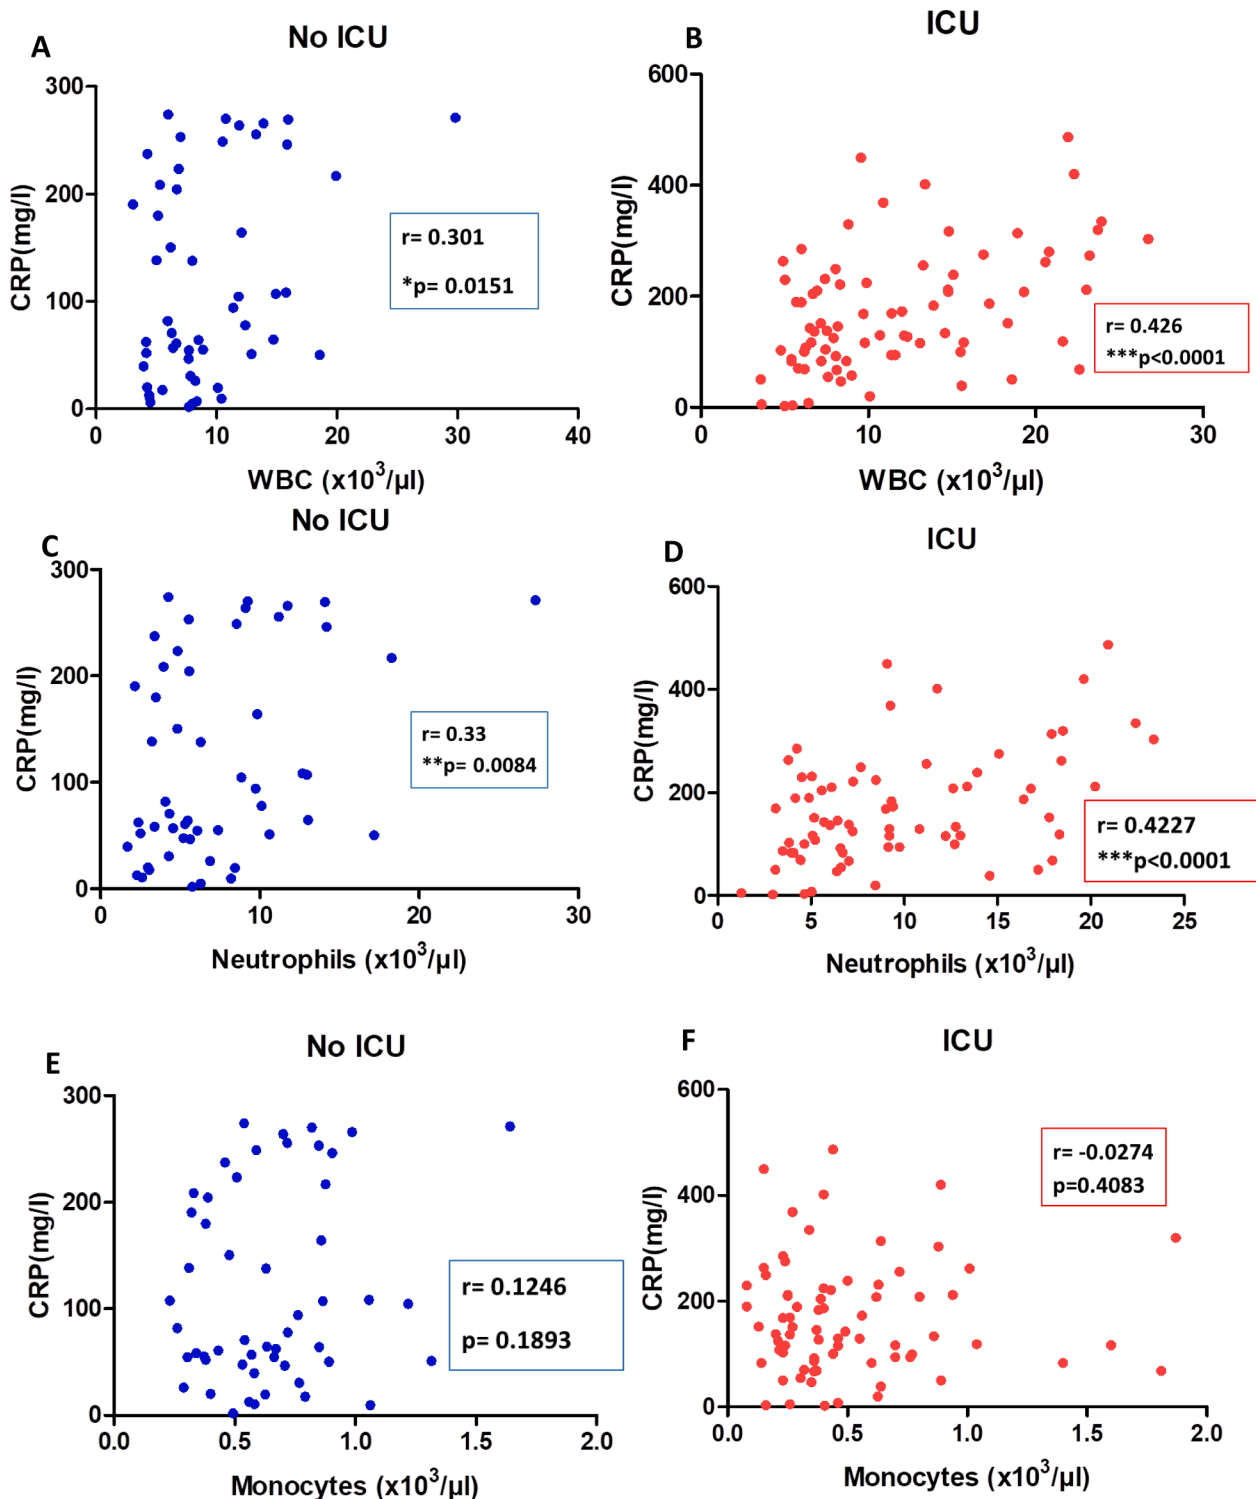 A
No ICU
300
200
100
0
CRP(mg/l)
r= 0.301
*p= 0.0151
0 10 20 30 40
WBC (x10³/µl)
B
ICU
600
400
200
0
CRP(mg/l)
r= 0.426
***p<0.0001
0 10 20 30
WBC (x10³/µl)
C
No ICU
300
200
100
0
CRP(mg/l)
r= 0.33
**p= 0.0084
0 10 20 30
Neutrophils (x10³/µl)
D
ICU
600
400
200
0
CRP(mg/l)
r= 0.4227
***p<0.0001
0 5 10 15 20 25
Neutrophils (x10³/µl)
E
No ICU
300
200
100
0
CRP(mg/l)
r= 0.1246
p= 0.1893
0.0 0.5 1.0 1.5 2.0
Monocytes (x10³/µl)
F
ICU
600
400
200
0
CRP(mg/l)
r= -0.0274
p=0.4083
0.0 0.5 1.0 1.5 2.0
Monocytes (x10³/µl)